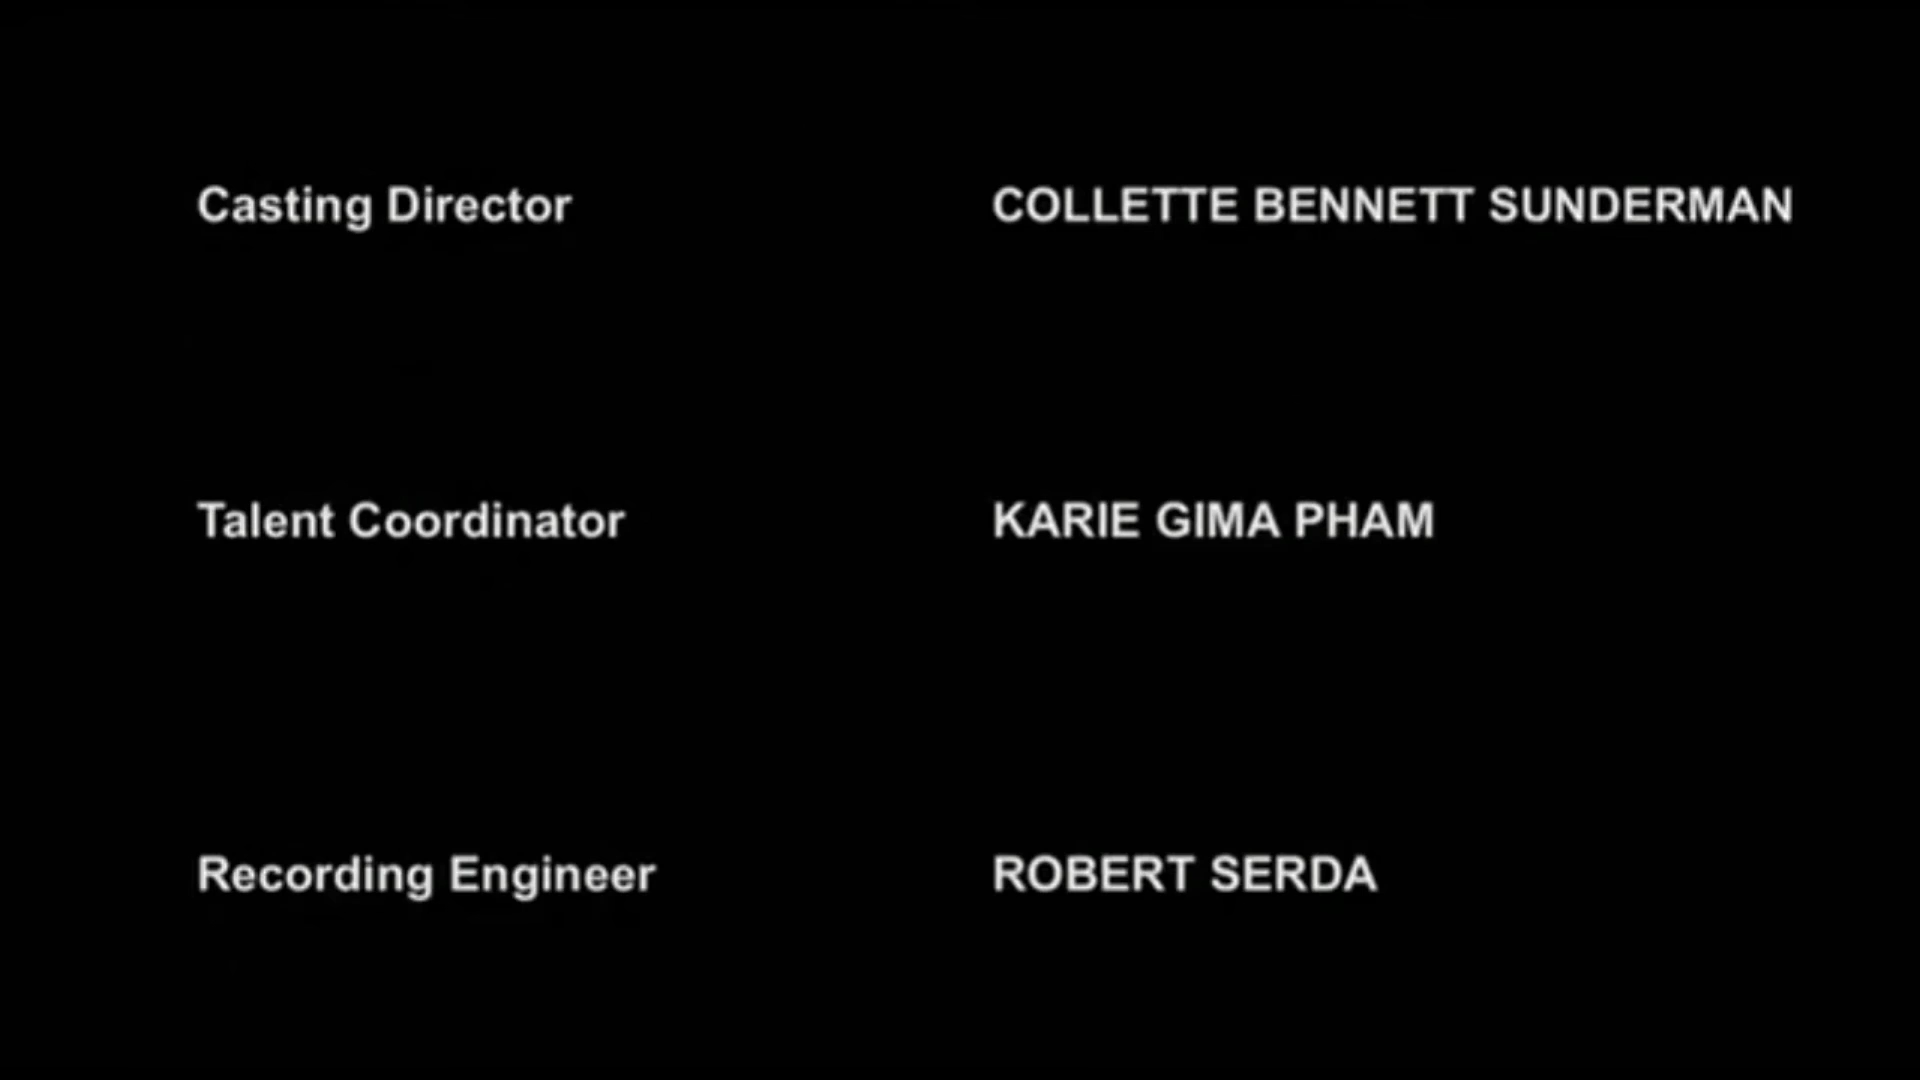 Casting Director COLLETTE BENNETT SUNDERMAN
Talent Coordinator KARIE GIMA PHAM
Recording Engineer ROBERT SERDA